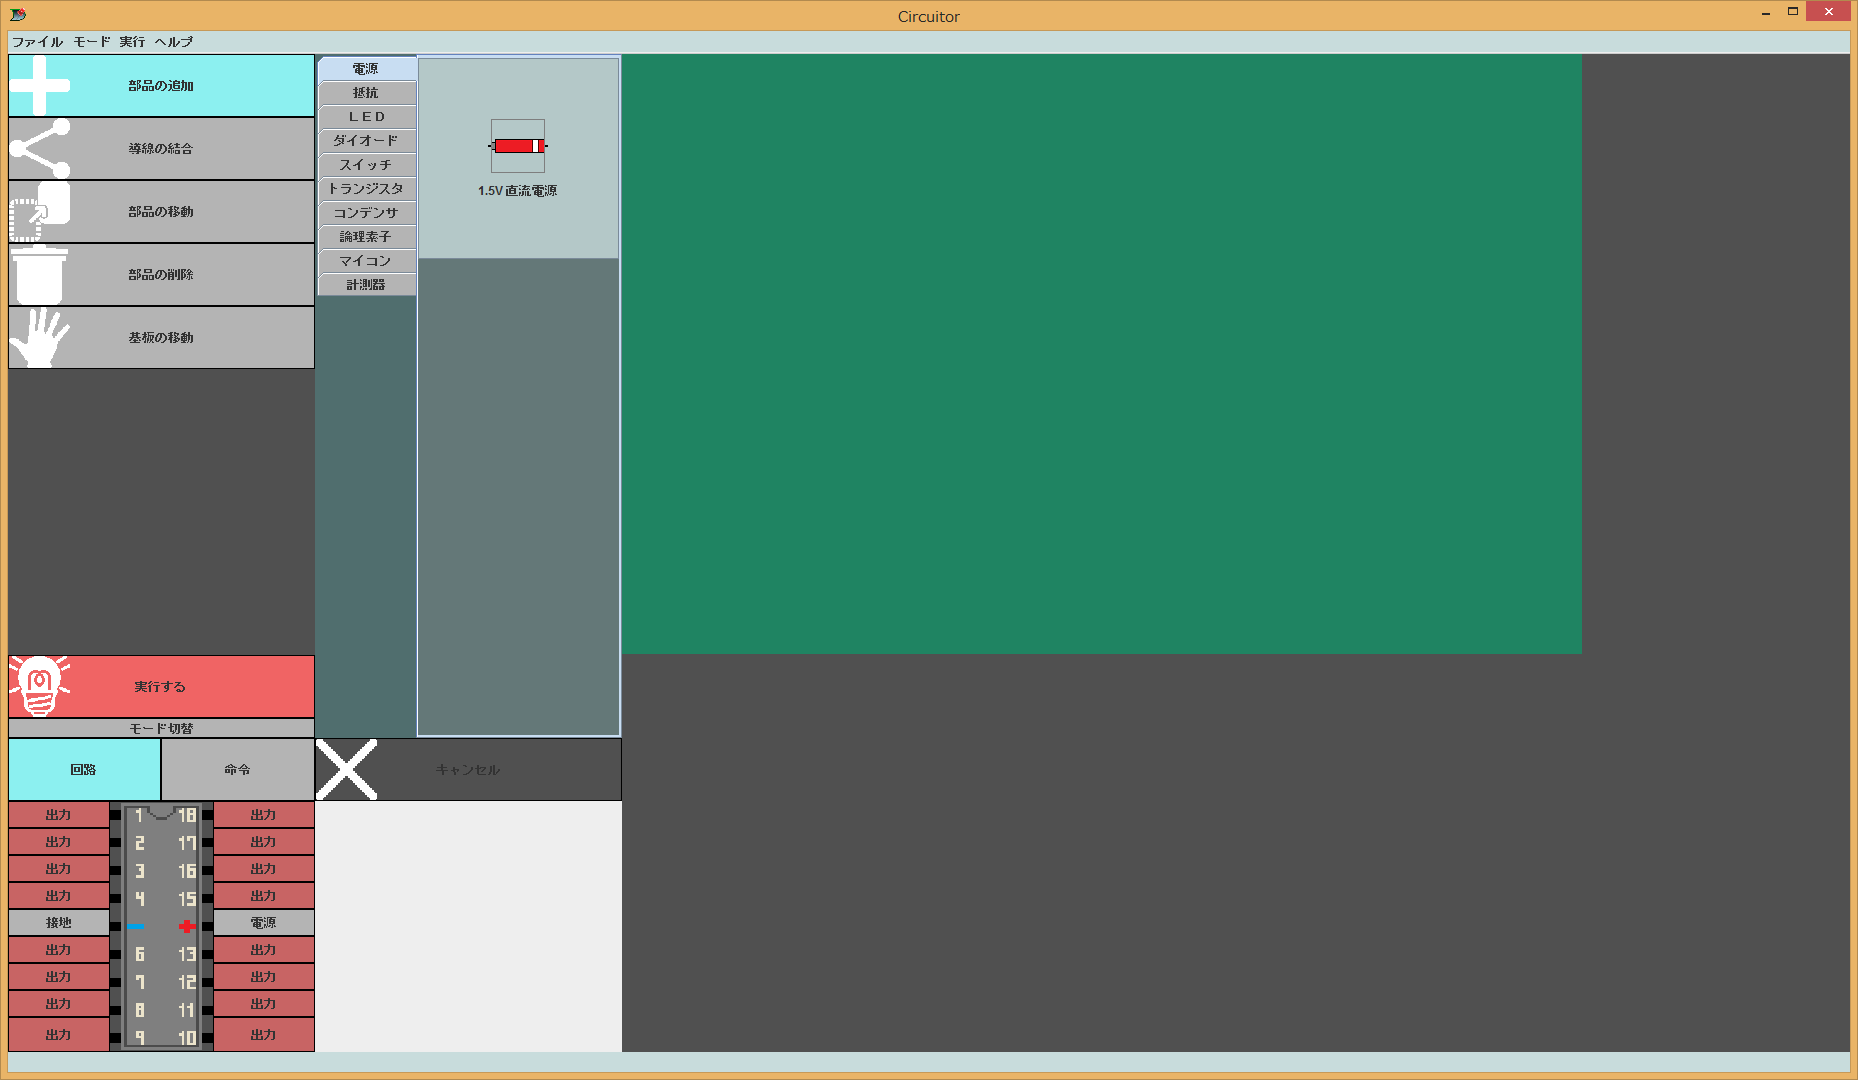 Circuitor
ファイル モード 実行 ヘルプ
部品の追加
導線の結合
部品の移動
部品の削除
基板の移動
電源
抵抗
ＬＥＤ
ダイオード
スイッチ
トランジスタ
コンデンサ
論理素子
マイコン
計測器
1.5V直流電源
実行する
モード切替
回路 命令
キャンセル
出力 1 18 出力
出力 2 17 出力
出力 3 16 出力
出力 4 15 出力
接地 電源
出力 6 13 出力
出力 7 12 出力
出力 8 11 出力
出力 9 10 出力